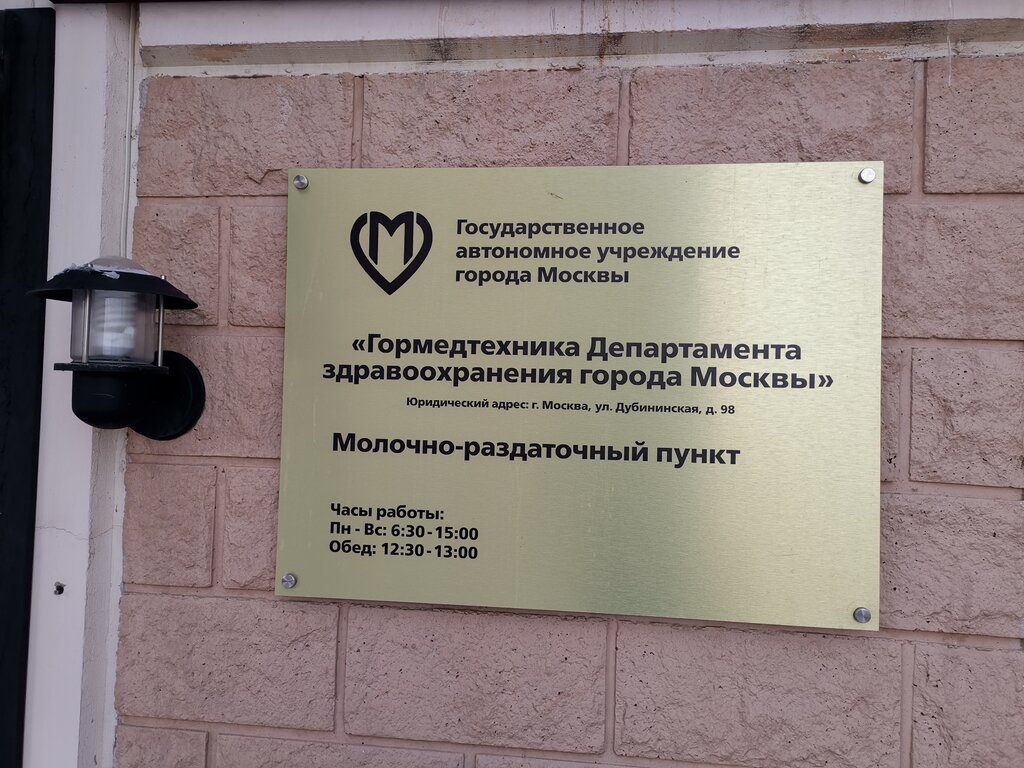 Государственное
автономное учреждение
города Москвы
«Гормедтехника Департамента
здравоохранения города Москвы»
Юридический адрес: г. Москва, ул. Дубининская, д. 98
Молочно-раздаточный пункт
Часы работы:
Пн - Вс: 6:30 - 15:00
Обед: 12:30 - 13:00